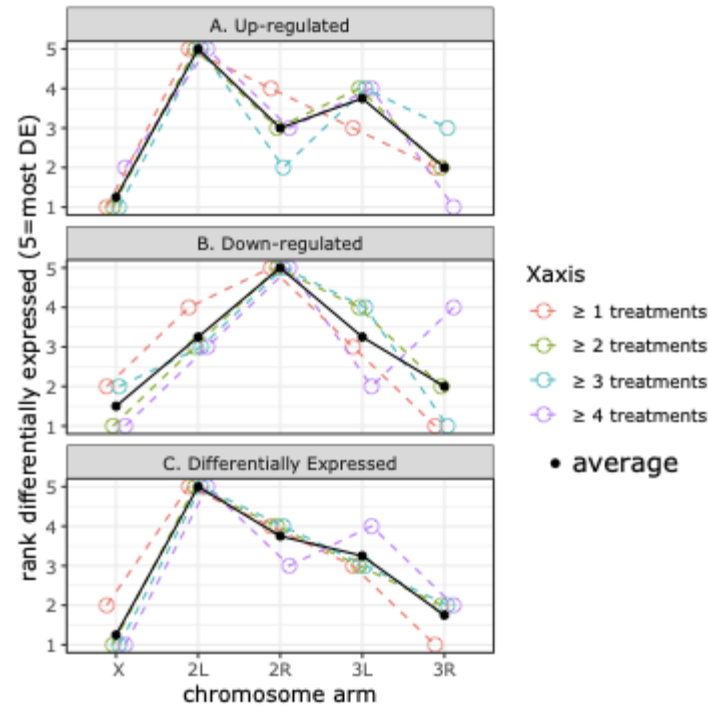 A. Up-regulated
5
4
3
2
1
B. Down-regulated
5
4
3
2
1
C. Differentially Expressed
5
4
3
2
1
X 2L 2R 3L 3R
chromosome arm
rank differentially expressed (5=most DE)
Xaxis
≥ 1 treatments
≥ 2 treatments
≥ 3 treatments
≥ 4 treatments
average